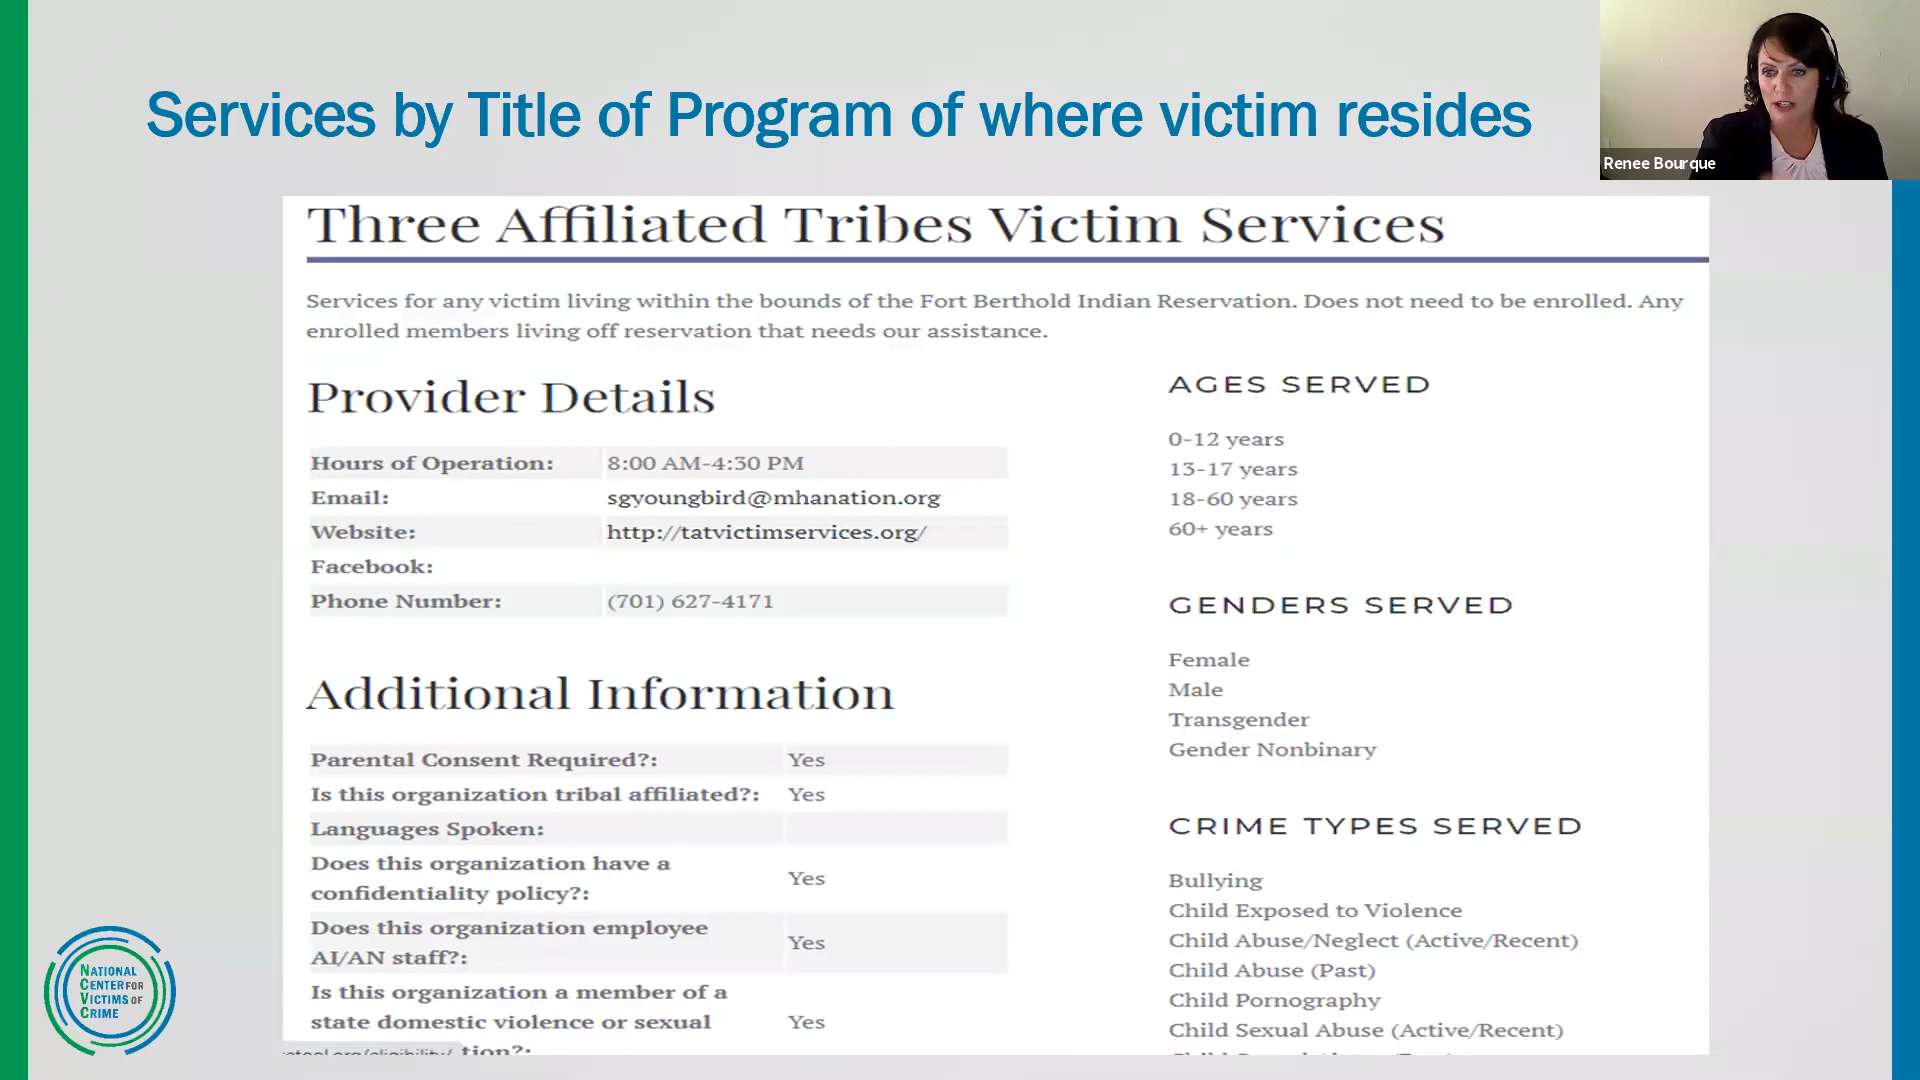 Services by Title of Program of where victim resides
Renee Bourque
Three Affiliated Tribes Victim Services
Services for any victim living within the bounds of the Fort Berthold Indian Reservation. Does not need to be enrolled. Any
enrolled members living off reservation that needs our assistance.
Provider Details
Hours of Operation: 8:00 AM-4:30 PM
Email: sgyoungbird@mhanation.org
Website: http://tatvictimservices.org/
Facebook:
Phone Number: (701) 627-4171
Additional Information
Parental Consent Required?: Yes
Is this organization tribal affiliated?: Yes
Languages Spoken:
Does this organization have a
confidentiality policy?: Yes
Does this organization employee
AI/AN staff?: Yes
Is this organization a member of a
state domestic violence or sexual Yes
AGES SERVED
0-12 years
13-17 years
18-60 years
60+ years
GENDERS SERVED
Female
Male
Transgender
Gender Nonbinary
CRIME TYPES SERVED
Bullying
Child Exposed to Violence
Child Abuse/Neglect (Active/Recent)
Child Abuse (Past)
Child Pornography
Child Sexual Abuse (Active/Recent)
NATIONAL
CENTER FOR
VICTIMS OF
CRIME